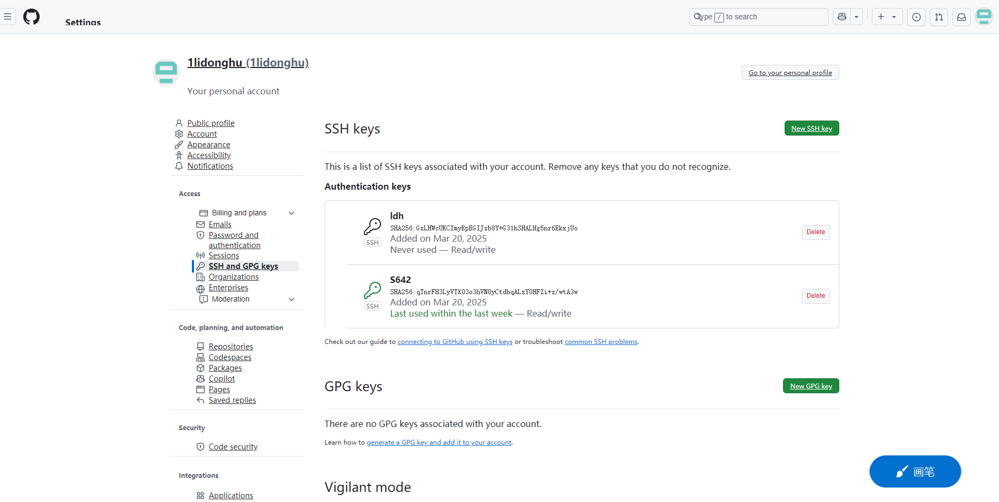 Settings
Type / to search
1lidonghu (1lidonghu)
Your personal account
Go to your personal profile
Public profile
Account
Appearance
Accessibility
Notifications
Access
Billing and plans
Emails
Password and
authentication
Sessions
SSH and GPG keys
Organizations
Enterprises
Moderation
Code, planning, and automation
Repositories
Codespaces
Packages
Copilot
Pages
Saved replies
Security
Code security
Integrations
Applications
SSH keys
New SSH key
This is a list of SSH keys associated with your account. Remove any keys that you do not recognize.
Authentication keys
ldh
SHA256:GzLHWcUKCImyEpEGIJzb8Y+G31hSHALHg5nr6EkxjUo
Added on Mar 20, 2025
Never used — Read/write
SSH
Delete
S642
SHA256:qTnrFH3LyVTX03o3hVN0yCtdbqALzY0HFZi+z/wtA3w
Added on Mar 20, 2025
Last used within the last week — Read/write
SSH
Delete
Check out our guide to connecting to GitHub using SSH keys or troubleshoot common SSH problems.
GPG keys
New GPG key
There are no GPG keys associated with your account.
Learn how to generate a GPG key and add it to your account.
Vigilant mode
画笔